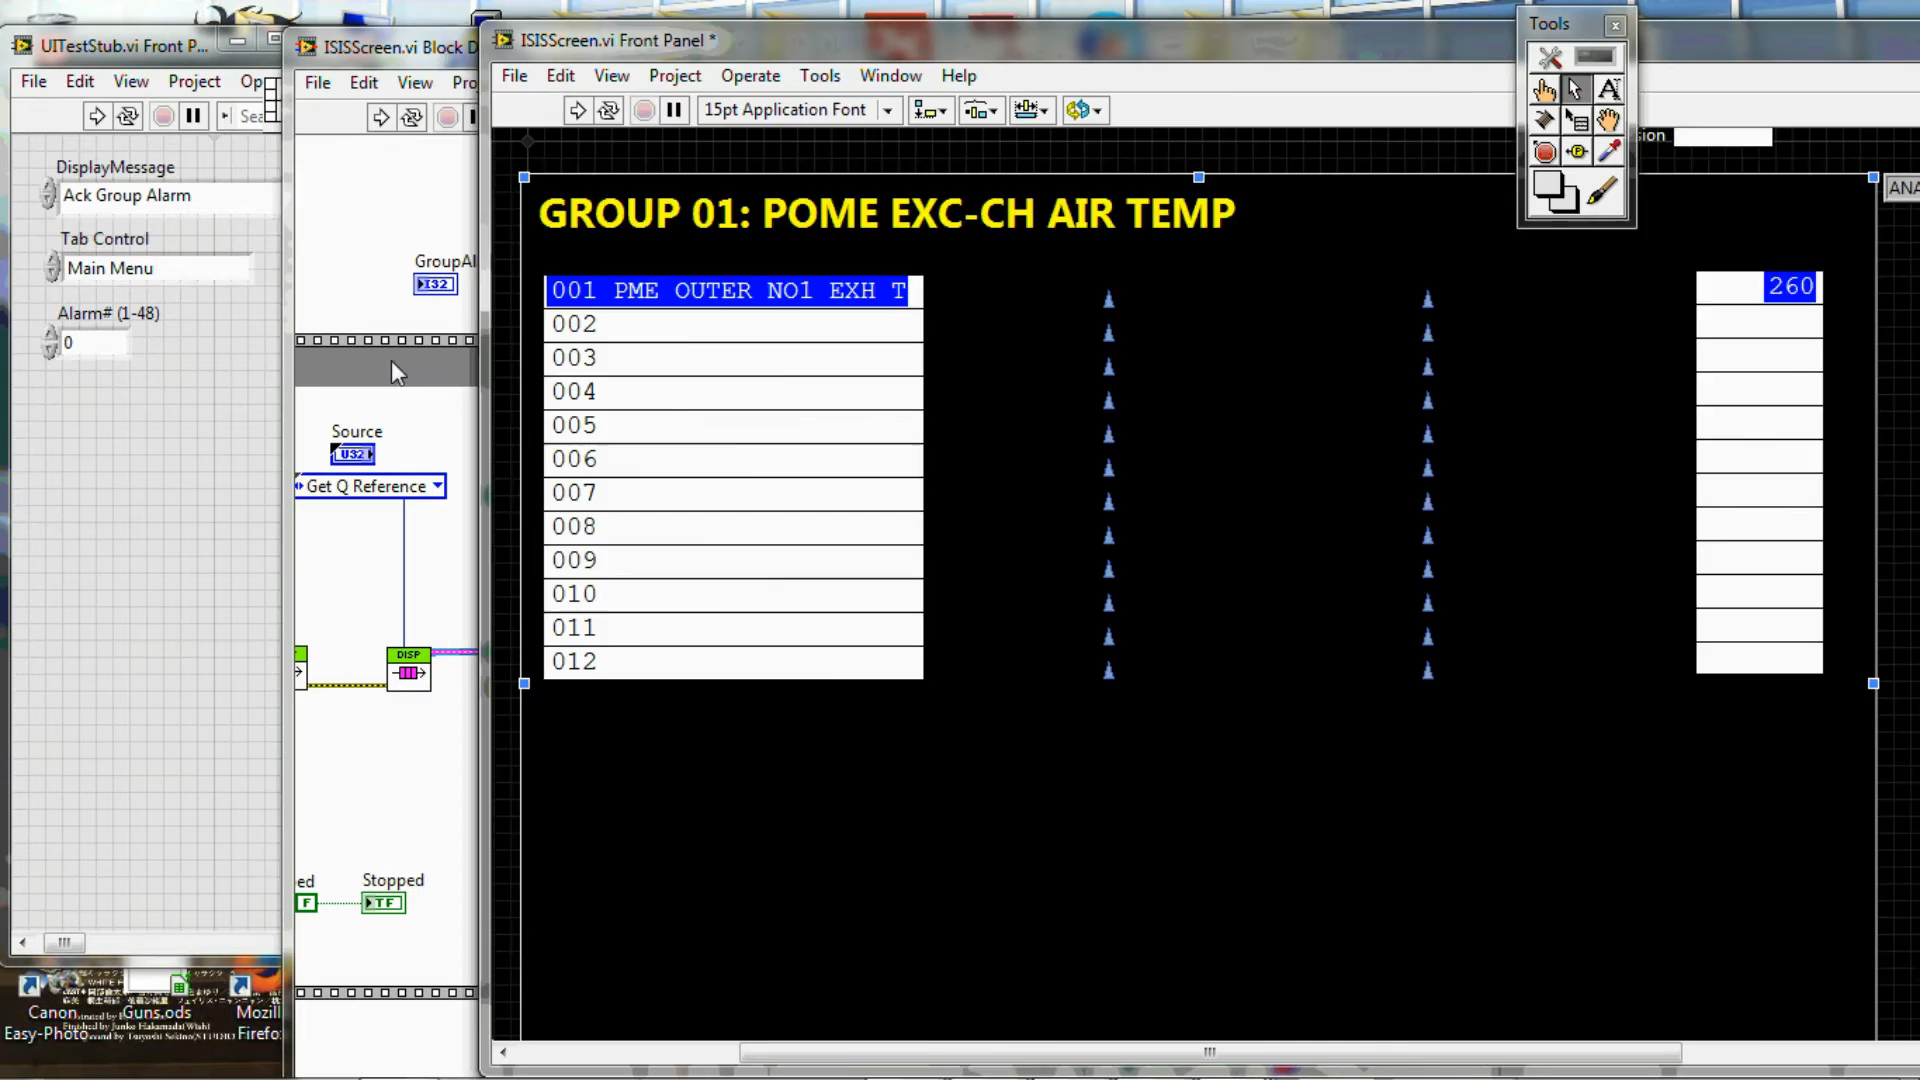 UITestStub.vi Front P...
File Edit View Project Op
Sea
DisplayMessage
Ack Group Alarm
Tab Control
Main Menu
Alarm# (1-48)
0
ISISScreen.vi Block D
File Edit View Pro
GroupAl
I32
Source
U32
Get Q Reference
DISP
ed
F
Stopped
TF
ISISScreen.vi Front Panel *
File Edit View Project Operate Tools Window Help
15pt Application Font
sion
ANA
GROUP 01: POME EXC-CH AIR TEMP
001 PME OUTER NO1 EXH T
260
002
003
004
005
006
007
008
009
010
011
012
Tools
Canon
Easy-Photo
Guns.ods
Mozill
Firefo